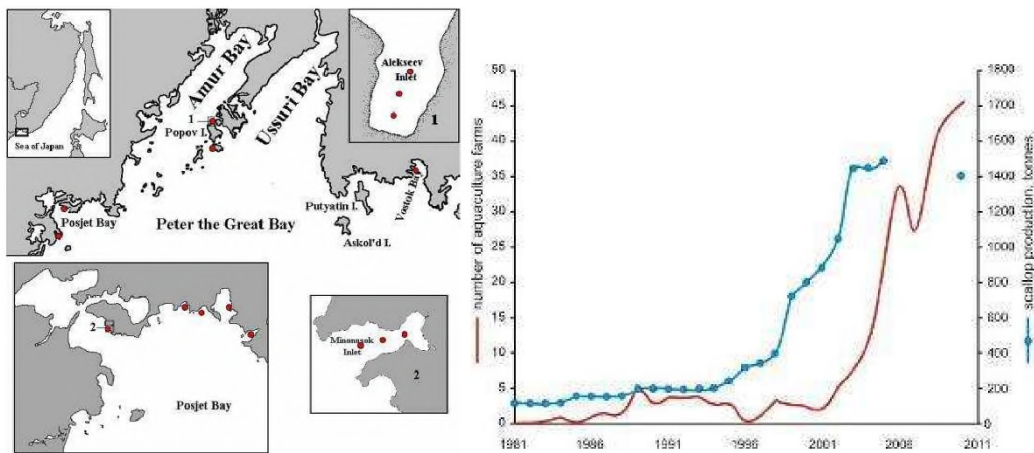 Sea of Japan
Amur Bay
Ussuri Bay
Alekseev
Inlet
1
1
Popov I.
Posjet Bay
Peter the Great Bay
Putyatin I.
Askol'd I.
Vostok Ba
2
Posjet Bay
Minonosok
Inlet
2
number of aquaculture farms
50
45
40
35
30
25
20
15
10
5
0
1981
1986
1991
1996
2001
2006
2011
1800
1600
1400
1200
1000
800
600
400
200
0
scallop production, tonnes